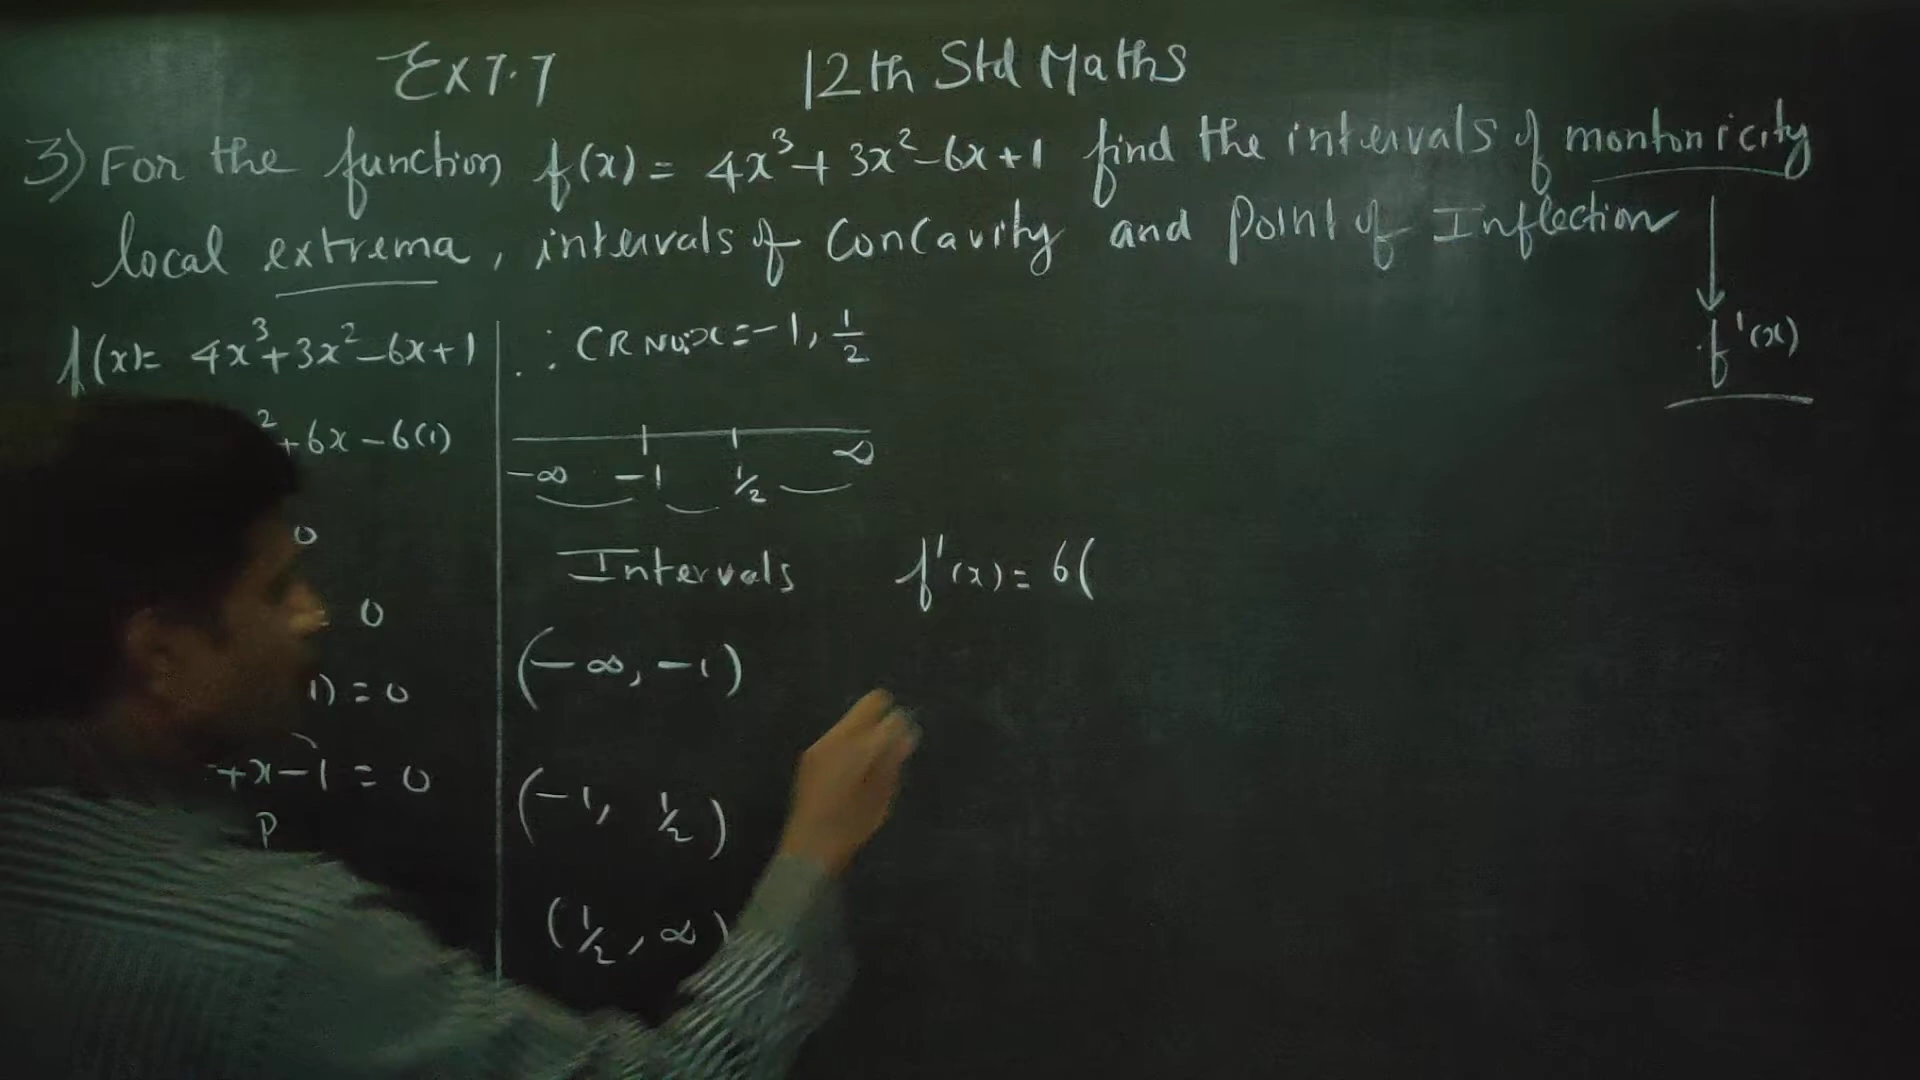 Ex 7.7 12th Std Maths
3) For the function f(x) = 4x³ + 3x² - 6x + 1 find the intervals of montonicity
local extrema, intervals of Concavity and Point of Inflection
f'(x)
f(x) = 4x³ + 3x² - 6x + 1
² + 6x - 6(1)
0
= 0
1) = 0
+x - 1 = 0
P
∴ CR NO: x = -1, 1/2
-∞ -1 1/2 ∞
Intervals f'(x) = 6(
(-∞, -1)
(-1, 1/2)
(1/2, ∞)